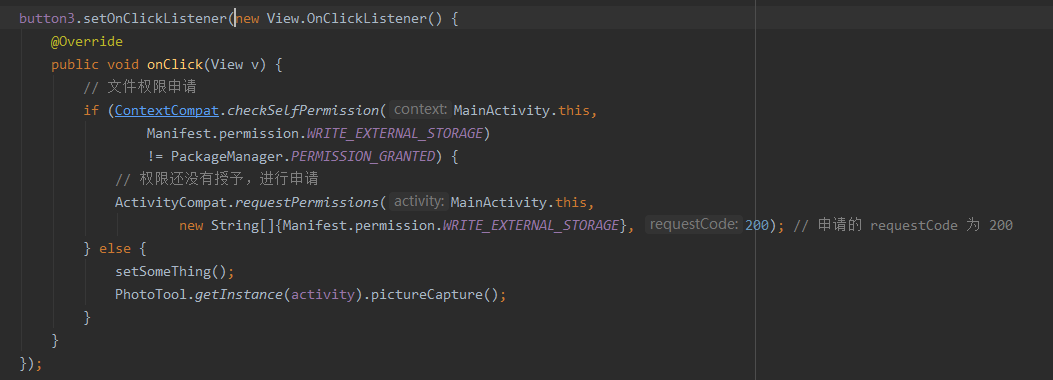 button3.setOnClickListener(new View.OnClickListener() {
@Override
public void onClick(View v) {
// 文件权限申请
if (ContextCompat.checkSelfPermission( context: MainActivity.this,
Manifest.permission.WRITE_EXTERNAL_STORAGE)
!= PackageManager.PERMISSION_GRANTED) {
// 权限还没有授予，进行申请
ActivityCompat.requestPermissions( activity: MainActivity.this,
new String[]{Manifest.permission.WRITE_EXTERNAL_STORAGE}, requestCode: 200); // 申请的 requestCode 为 200
} else {
setSomeThing();
PhotoTool.getInstance(activity).pictureCapture();
}
}
});